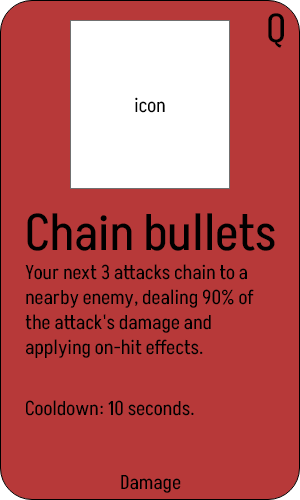 Q
icon
Chain bullets
Your next 3 attacks chain to a
nearby enemy, dealing 90% of
the attack's damage and
applying on-hit effects.
Cooldown: 10 seconds.
Damage